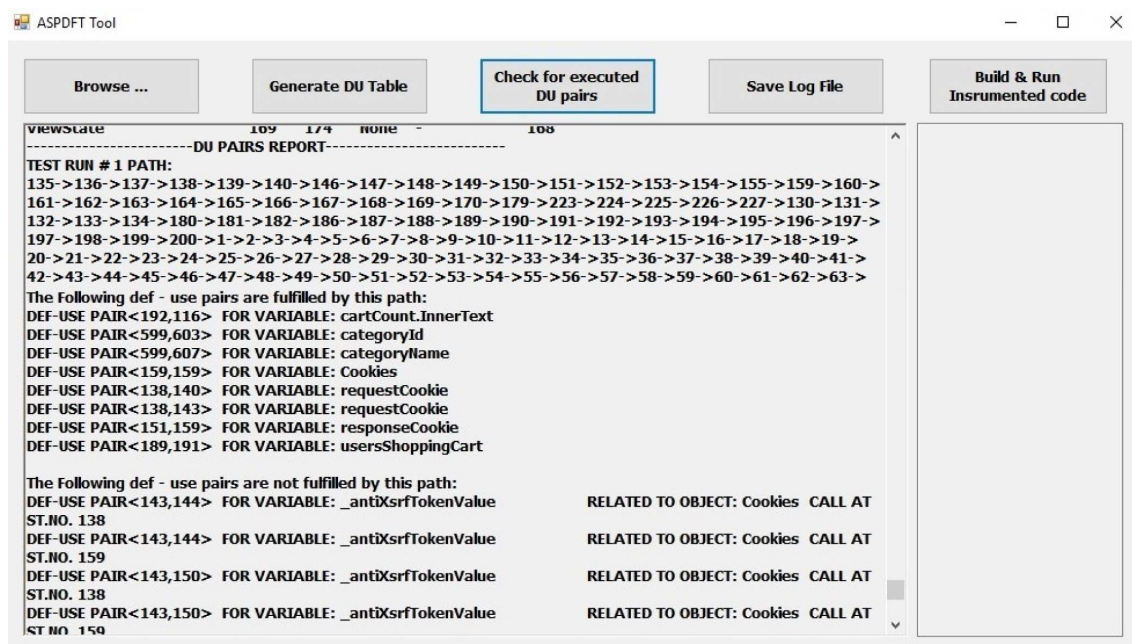 ASPDFT Tool
Browse ...
Generate DU Table
Check for executed
DU pairs
Save Log File
Build & Run
Insrumented code
ViewState 169 174 None - 168
-----------------------DU PAIRS REPORT-------------------------
TEST RUN # 1 PATH:
135->136->137->138->139->140->146->147->148->149->150->151->152->153->154->155->159->160->
161->162->163->164->165->166->167->168->169->170->179->223->224->225->226->227->130->131->
132->133->134->180->181->182->186->187->188->189->190->191->192->193->194->195->196->197->
197->198->199->200->1->2->3->4->5->6->7->8->9->10->11->12->13->14->15->16->17->18->19->
20->21->22->23->24->25->26->27->28->29->30->31->32->33->34->35->36->37->38->39->40->41->
42->43->44->45->46->47->48->49->50->51->52->53->54->55->56->57->58->59->60->61->62->63->
The Following def - use pairs are fulfilled by this path:
DEF-USE PAIR<192,116> FOR VARIABLE: cartCount.InnerText
DEF-USE PAIR<599,603> FOR VARIABLE: categoryId
DEF-USE PAIR<599,607> FOR VARIABLE: categoryName
DEF-USE PAIR<159,159> FOR VARIABLE: Cookies
DEF-USE PAIR<138,140> FOR VARIABLE: requestCookie
DEF-USE PAIR<138,143> FOR VARIABLE: requestCookie
DEF-USE PAIR<151,159> FOR VARIABLE: responseCookie
DEF-USE PAIR<189,191> FOR VARIABLE: usersShoppingCart
The Following def - use pairs are not fulfilled by this path:
DEF-USE PAIR<143,144> FOR VARIABLE: _antiXsrfTokenValue RELATED TO OBJECT: Cookies CALL AT
ST.NO. 138
DEF-USE PAIR<143,144> FOR VARIABLE: _antiXsrfTokenValue RELATED TO OBJECT: Cookies CALL AT
ST.NO. 159
DEF-USE PAIR<143,150> FOR VARIABLE: _antiXsrfTokenValue RELATED TO OBJECT: Cookies CALL AT
ST.NO. 138
DEF-USE PAIR<143,150> FOR VARIABLE: _antiXsrfTokenValue RELATED TO OBJECT: Cookies CALL AT
ST.NO. 159